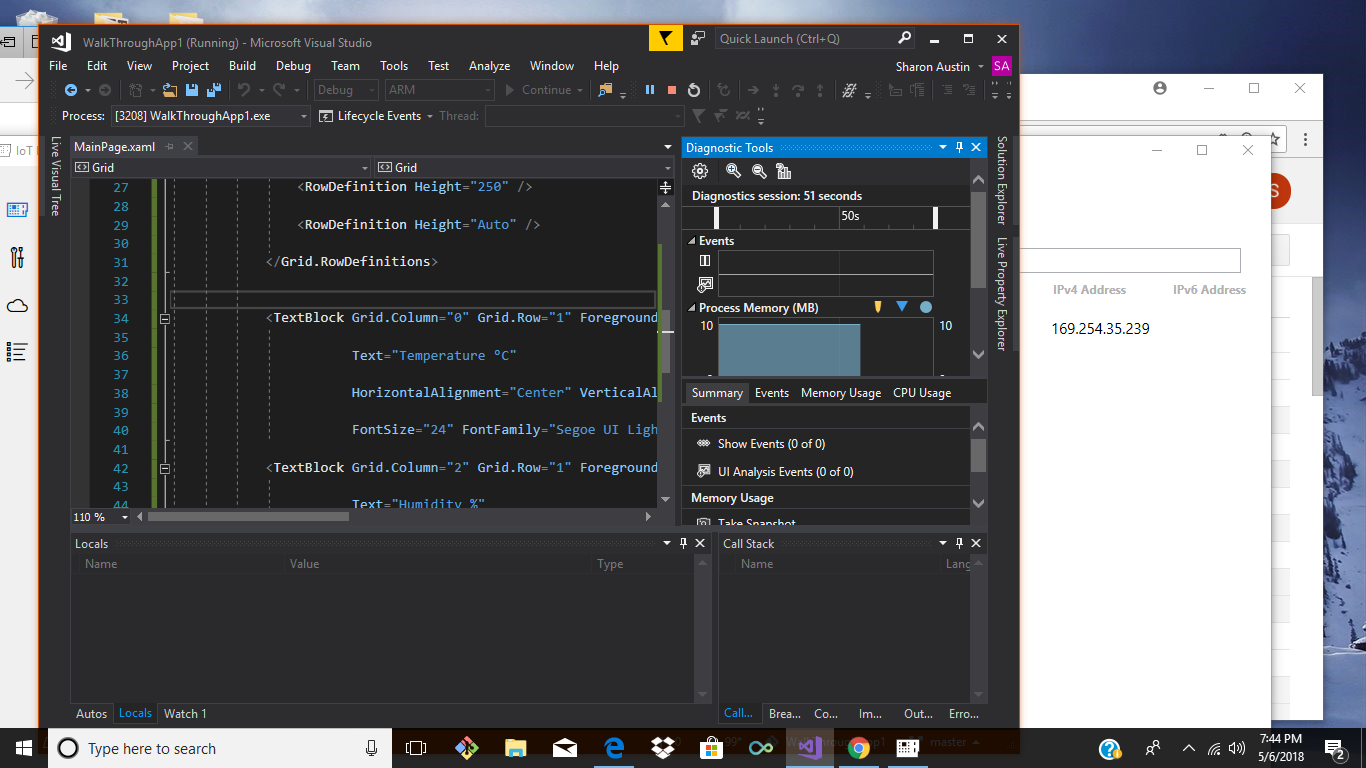 WalkThroughApp1 (Running) - Microsoft Visual Studio
Quick Launch (Ctrl+Q)
File Edit View Project Build Debug Team Tools Test Analyze Window Help
Sharon Austin SA
Debug ARM Continue
Process: [3208] WalkThroughApp1.exe Lifecycle Events Thread:
Live Visual Tree
IoT
MainPage.xaml
Grid Grid
27 <RowDefinition Height="250" />
28
29 <RowDefinition Height="Auto" />
30
31 </Grid.RowDefinitions>
32
33
34 <TextBlock Grid.Column="0" Grid.Row="1" Foreground
35
36 Text="Temperature ºC"
37
38 HorizontalAlignment="Center" VerticalAl
39
40 FontSize="24" FontFamily="Segoe UI Ligh
41
42 <TextBlock Grid.Column="2" Grid.Row="1" Foreground
43
44 Text="Humidity %"
110 %
Diagnostic Tools
Diagnostics session: 51 seconds
50s
Events
Process Memory (MB)
10 10
Summary Events Memory Usage CPU Usage
Events
Show Events (0 of 0)
UI Analysis Events (0 of 0)
Memory Usage
Take Snapshot
Solution Explorer
Live Property Explorer
S
IPv4 Address IPv6 Address
169.254.35.239
Locals
Name Value Type
Autos Locals Watch 1
Call Stack
Name Lang
Call... Brea... Co... Im... Out... Erro...
Type here to search
master
7:44 PM
5/6/2018
2